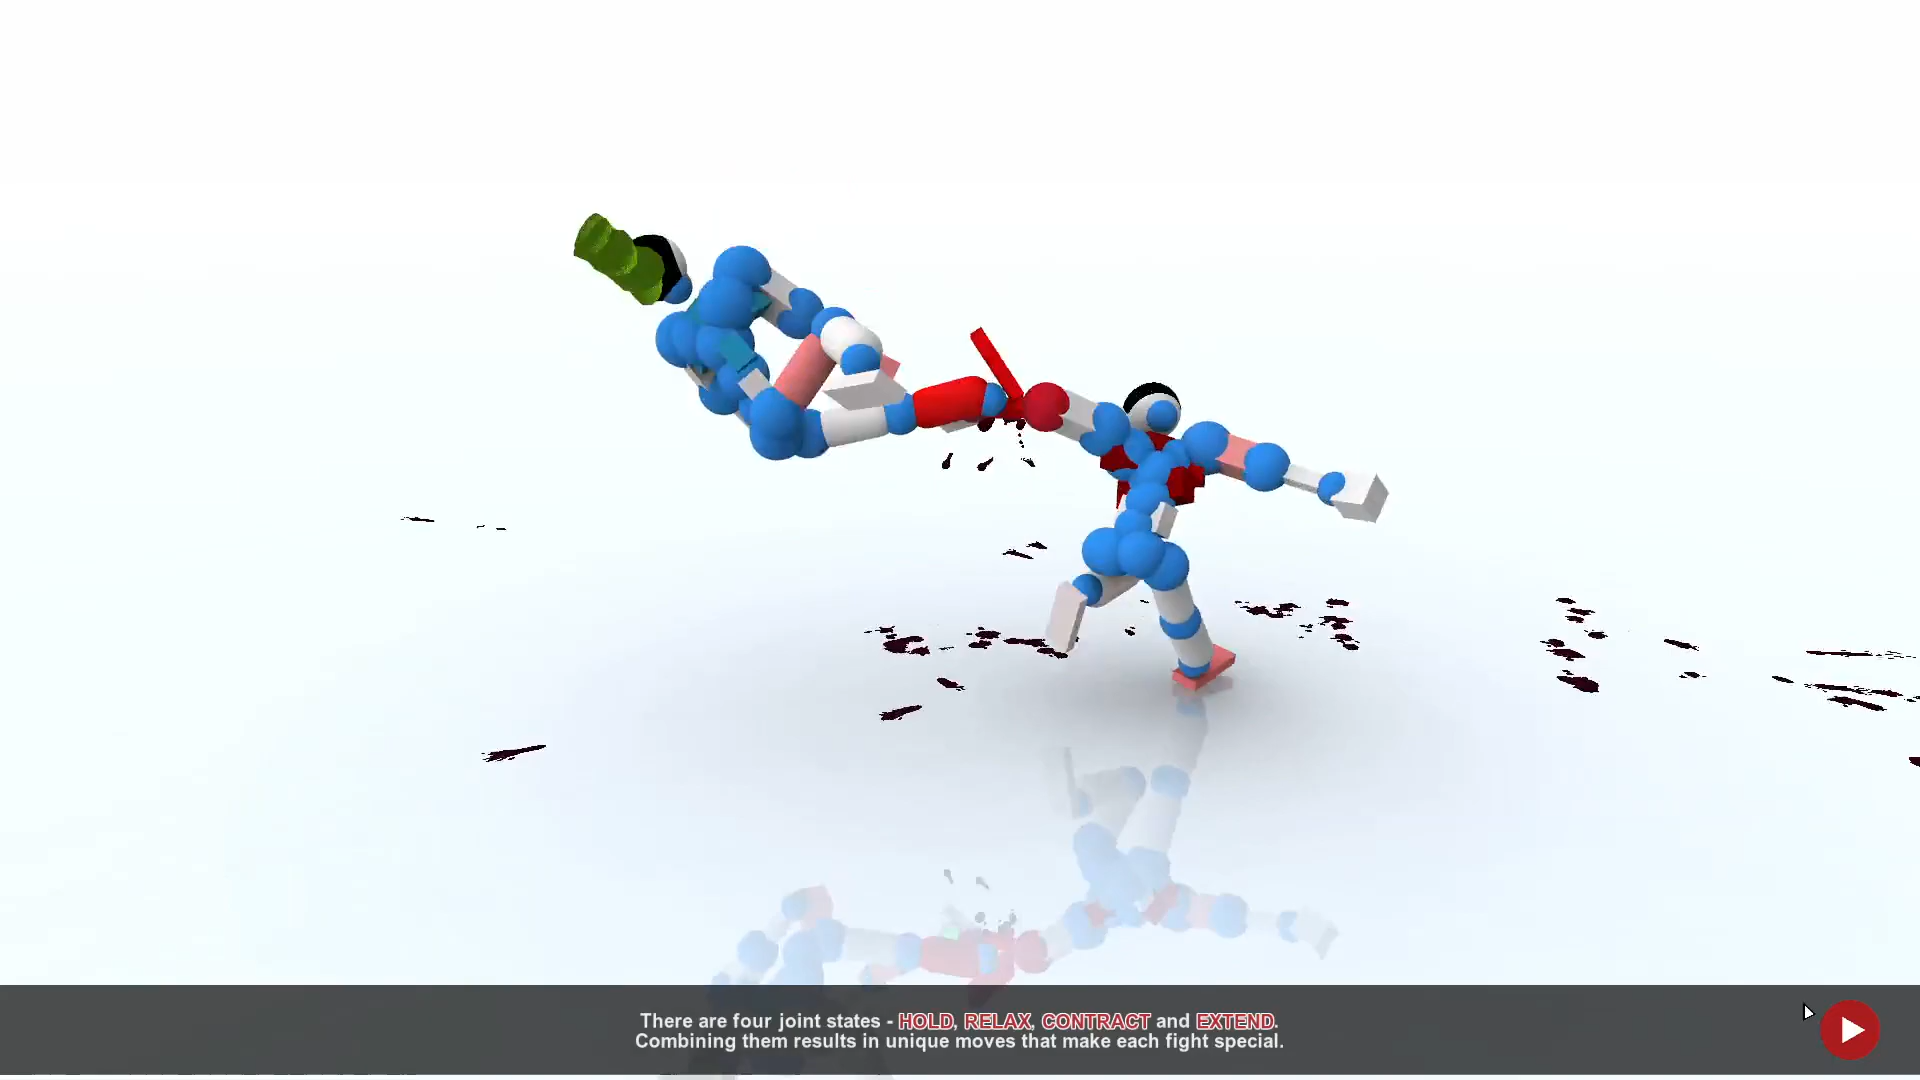 There are four joint states - HOLD, RELAX, CONTRACT and EXTEND.
Combining them results in unique moves that make each fight special.